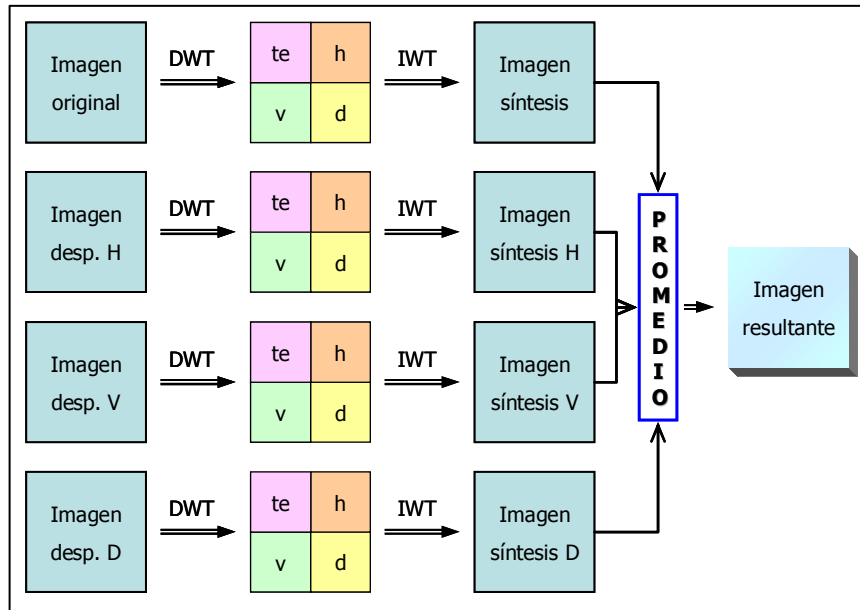 Imagen
original
DWT
te h
v d
IWT
Imagen
síntesis
Imagen
desp. H
DWT
te h
v d
IWT
Imagen
síntesis H
Imagen
desp. V
DWT
te h
v d
IWT
Imagen
síntesis V
Imagen
desp. D
DWT
te h
v d
IWT
Imagen
síntesis D
PROMEDIO
Imagen
resultante